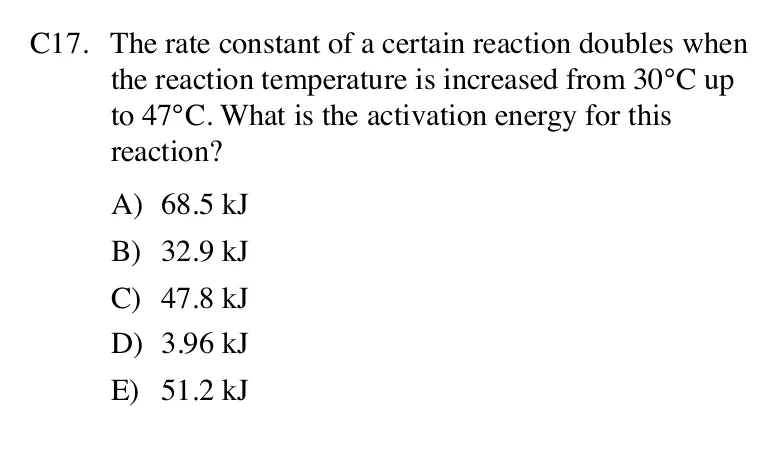 C17. The rate constant of a certain reaction doubles when
the reaction temperature is increased from 30°C up
to 47°C. What is the activation energy for this
reaction?
A) 68.5 kJ
B) 32.9 kJ
C) 47.8 kJ
D) 3.96 kJ
E) 51.2 kJ